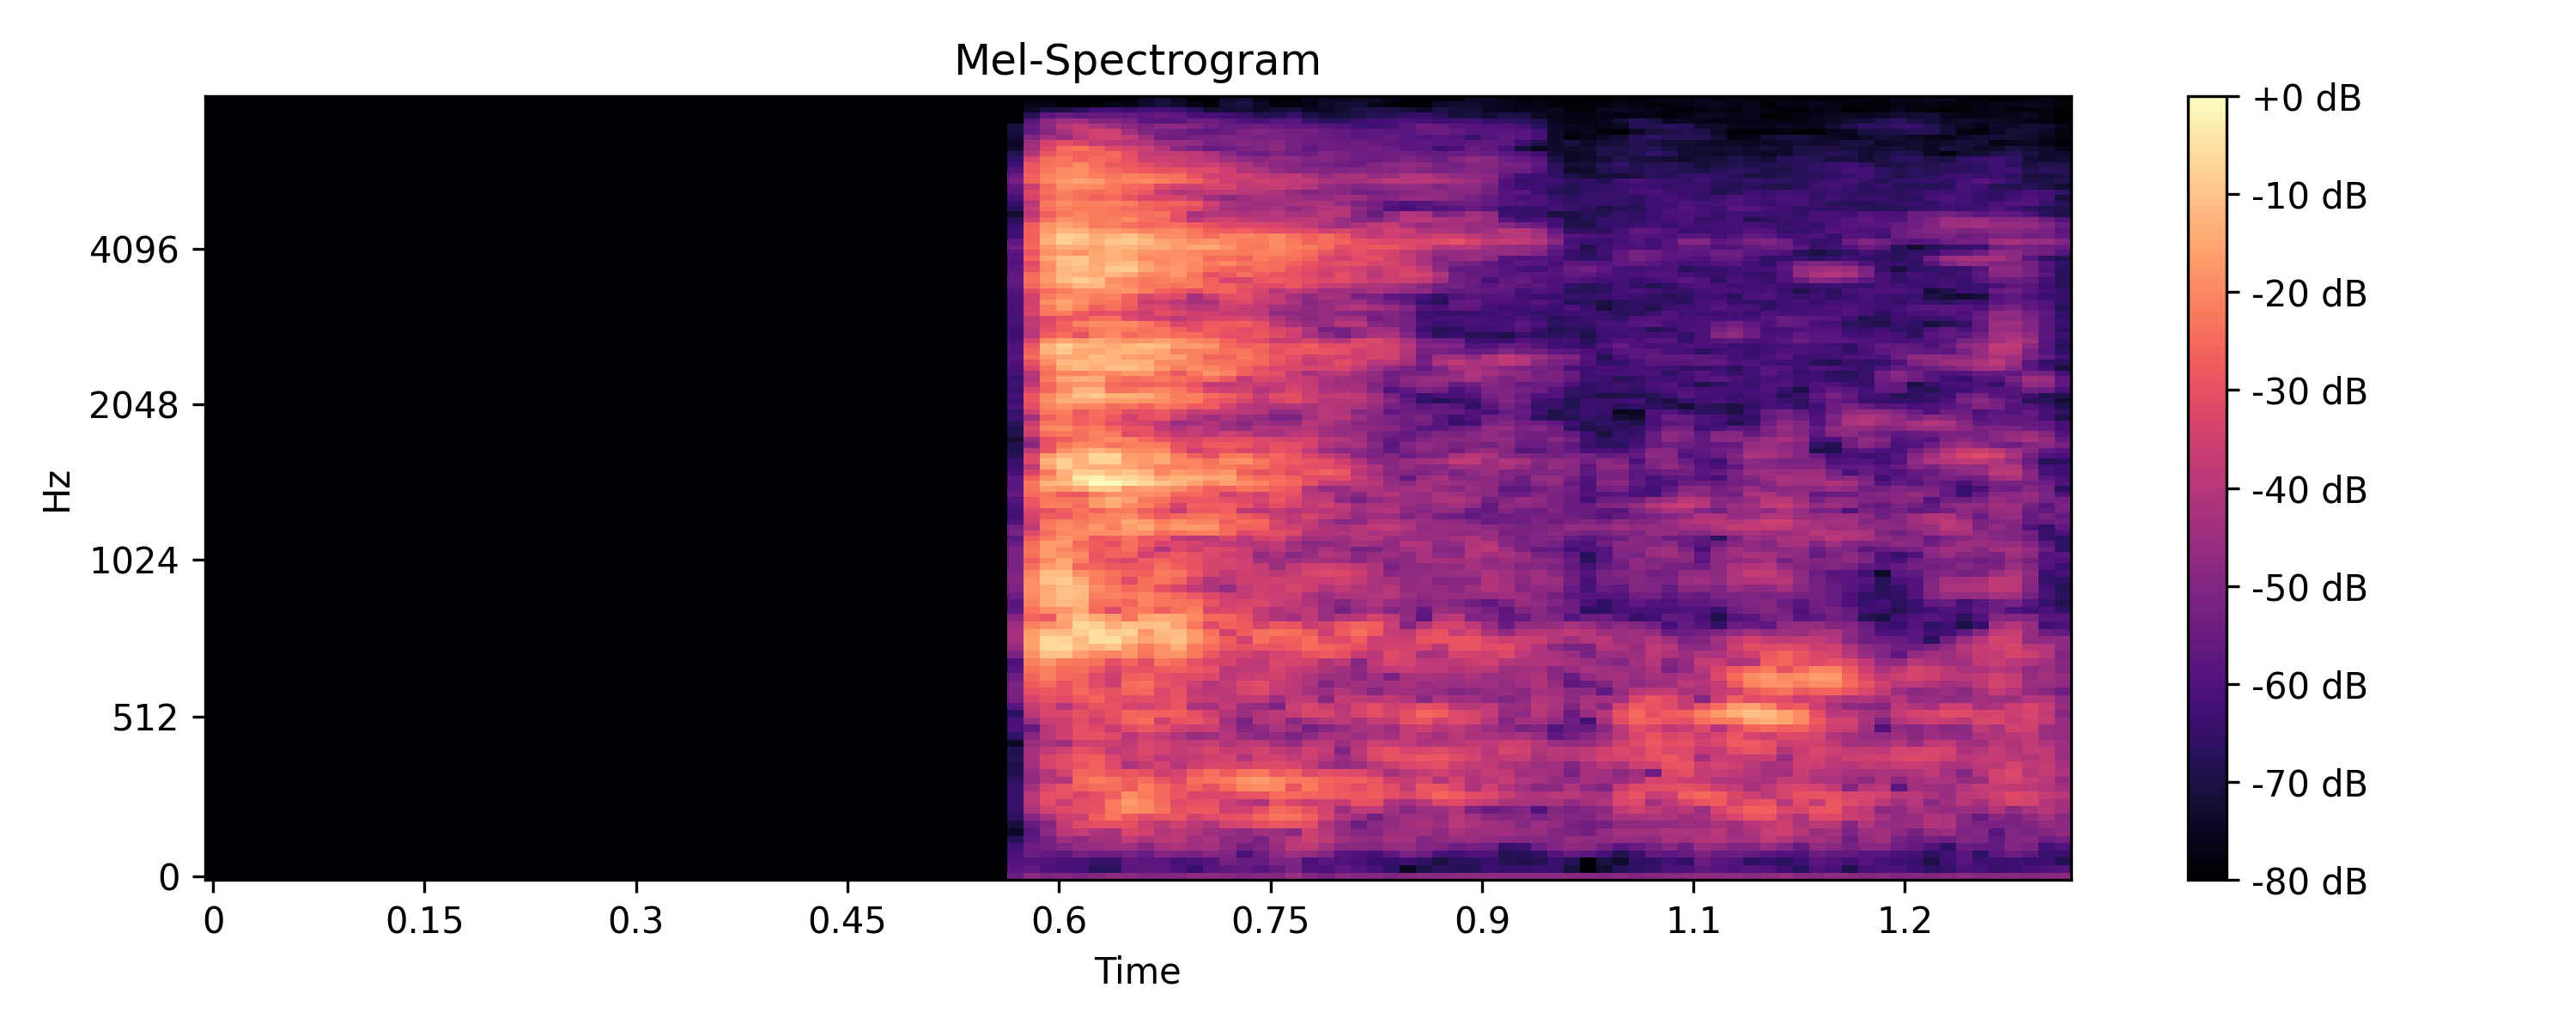 Mel-Spectrogram
Hz
4096
2048
1024
512
0
0 0.15 0.3 0.45 0.6 0.75 0.9 1.1 1.2
Time
+0 dB
-10 dB
-20 dB
-30 dB
-40 dB
-50 dB
-60 dB
-70 dB
-80 dB